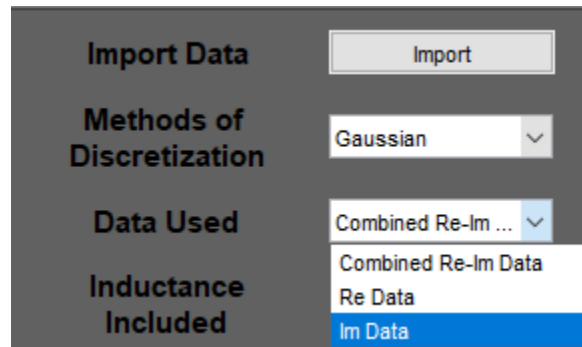 Import Data
Import
Methods of
Discretization
Gaussian
Data Used
Combined Re-Im ...
Combined Re-Im Data
Re Data
Im Data
Inductance
Included